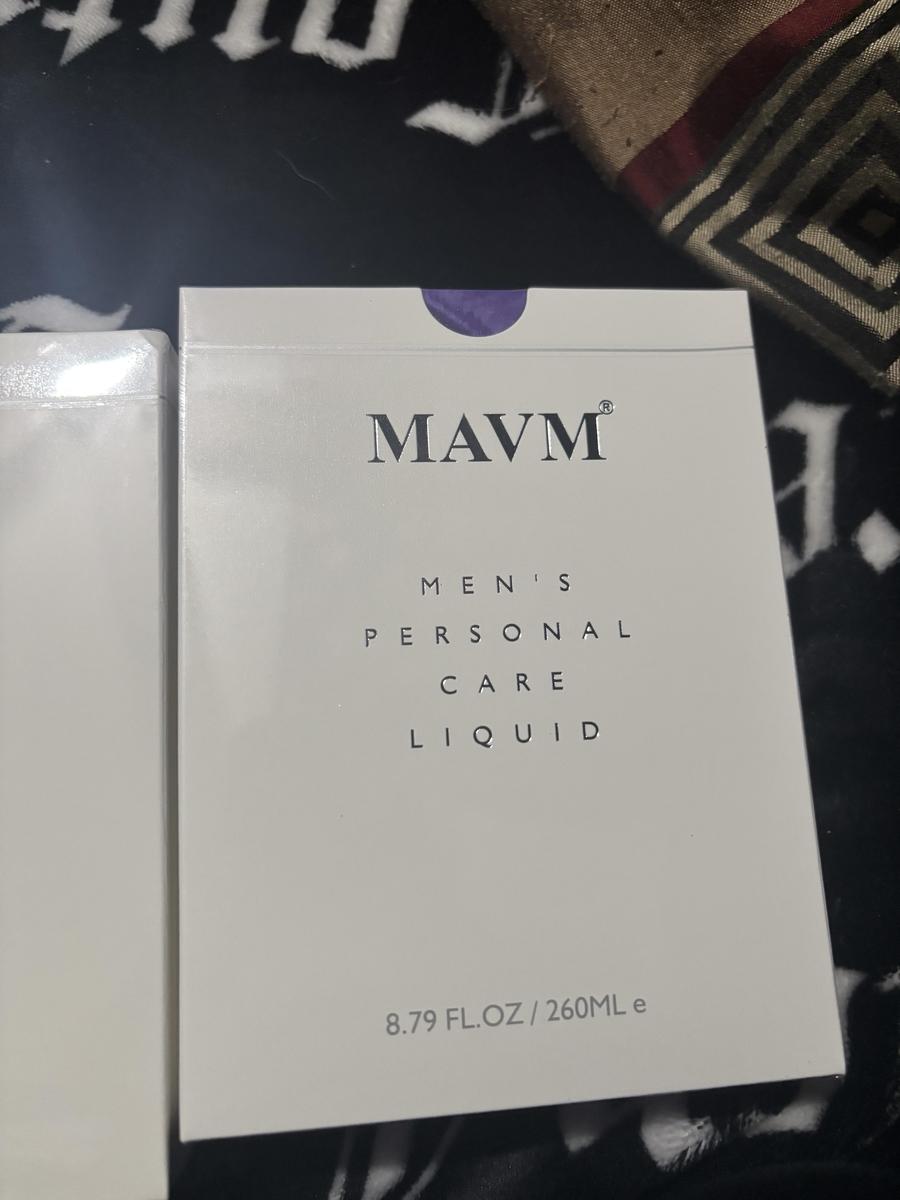 MAVM®
MEN'S
PERSONAL
CARE
LIQUID
8.79 FL.OZ / 260ML e